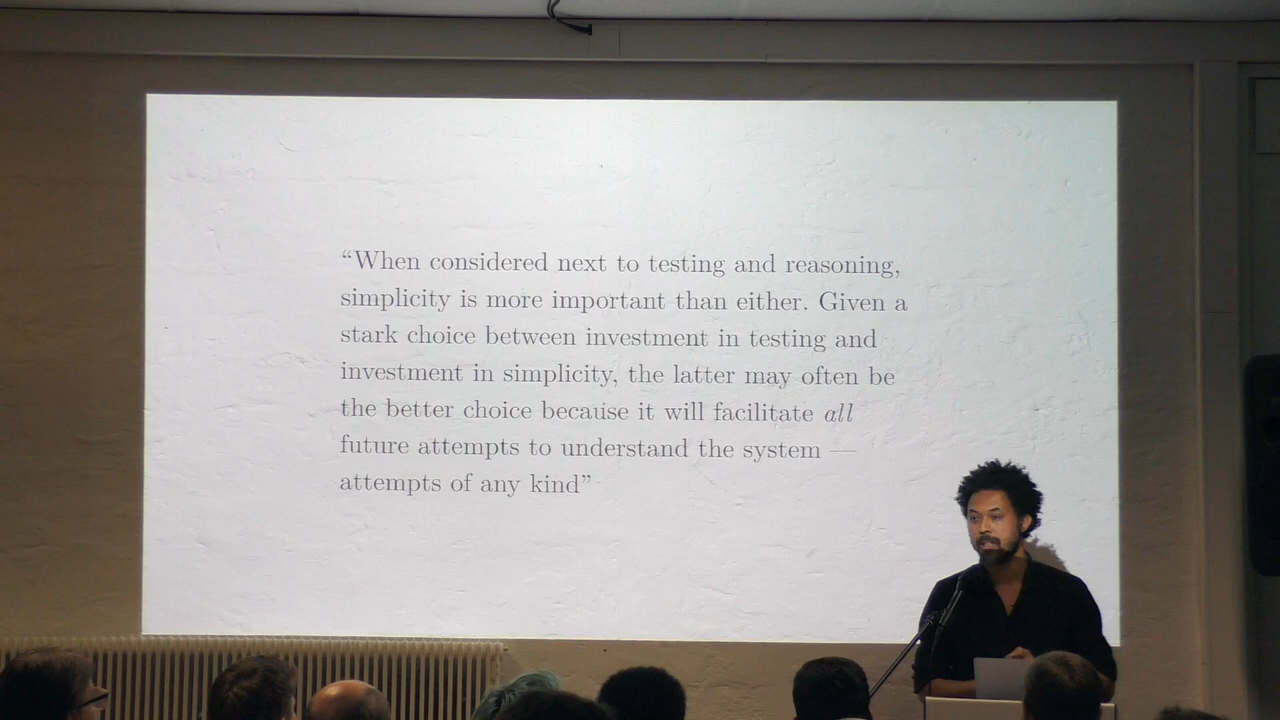 “When considered next to testing and reasoning,
simplicity is more important than either. Given a
stark choice between investment in testing and
investment in simplicity, the latter may often be
the better choice because it will facilitate all
future attempts to understand the system —
attempts of any kind”